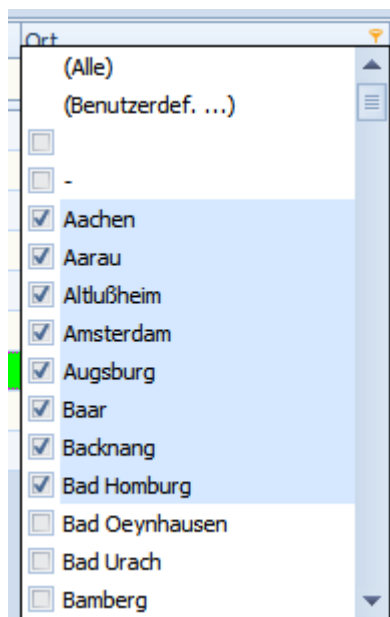 Ort
(Alle)
(Benutzerdef. ...)
-
Aachen
Aarau
Altlußheim
Amsterdam
Augsburg
Baar
Backnang
Bad Homburg
Bad Oeynhausen
Bad Urach
Bamberg